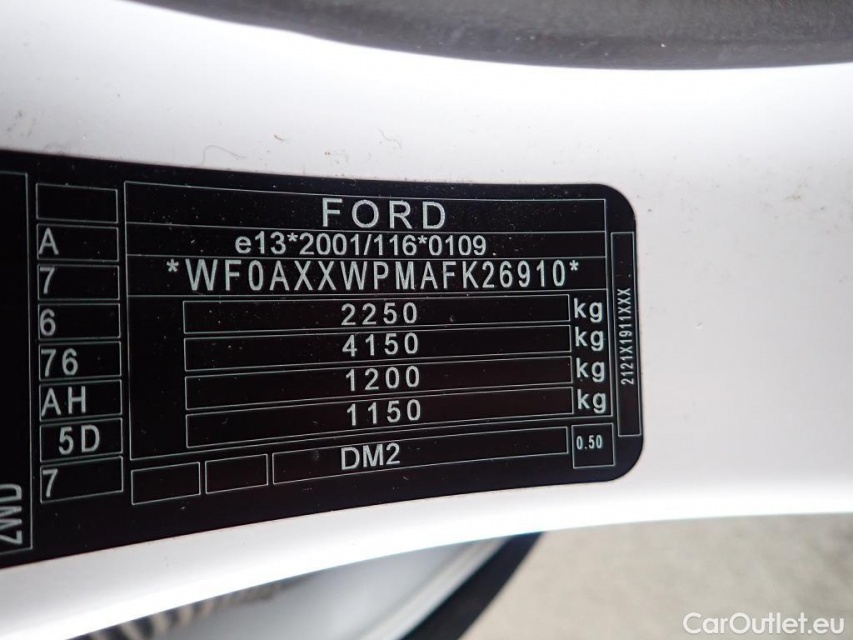 FORD
e13*2001/116*0109
*WF0AXXWPMAFK26910*
2250 kg
4150 kg
1200 kg
1150 kg
DM2
0.50
2121X1911XXX
A
7
6
76
AH
5D
7
2WD
CarOutlet.eu